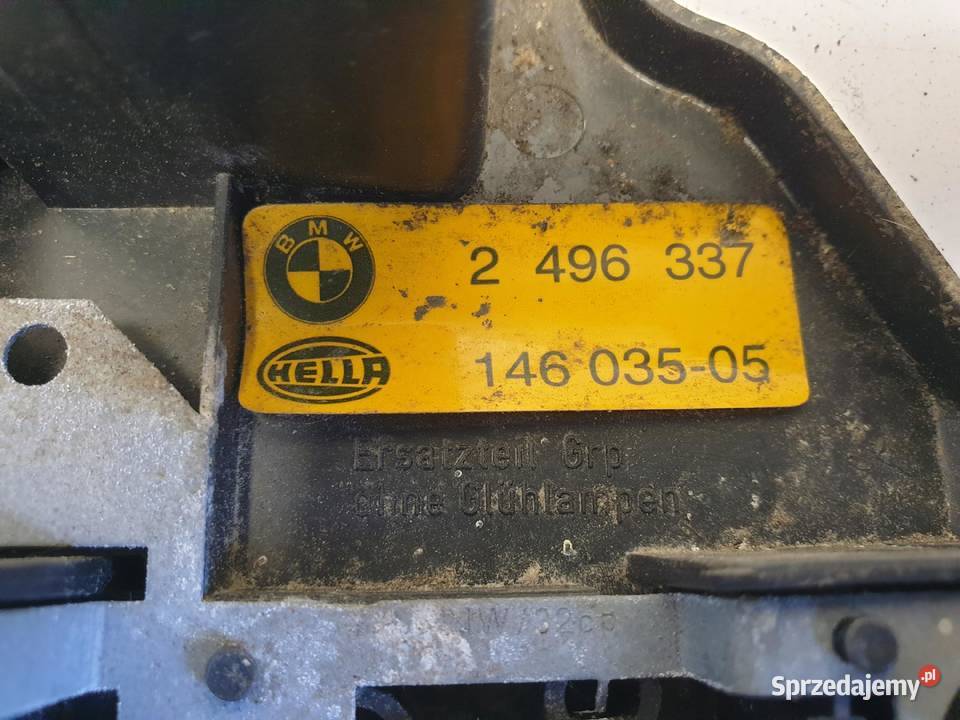 BMW 2 496 337
HELLA 146 035-05
Ersatzteil Grp
ohne Glühlampen
Sprzedajemy.pl